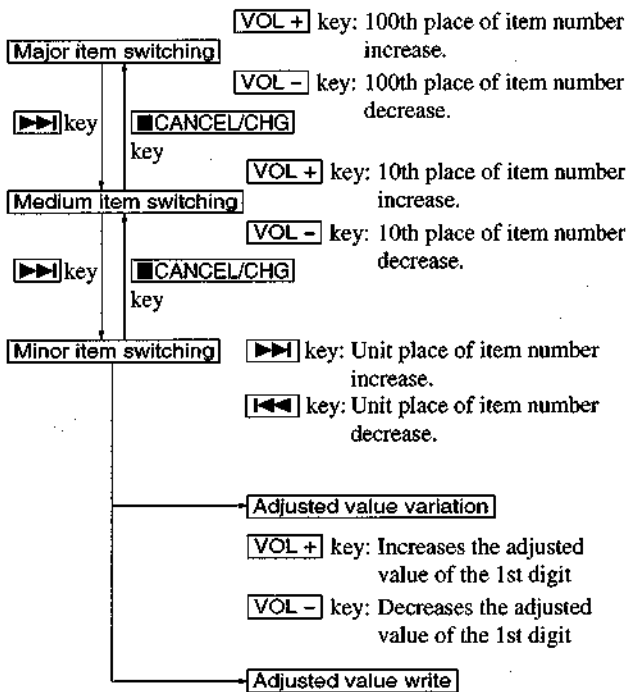 VOL + key: 100th place of item number
increase.
Major item switching
VOL − key: 100th place of item number
decrease.
▶▶I key
■CANCEL/CHG
key
VOL + key: 10th place of item number
increase.
Medium item switching
VOL − key: 10th place of item number
decrease.
▶▶I key
■CANCEL/CHG
key
Minor item switching
▶▶I key: Unit place of item number
increase.
I◀◀ key: Unit place of item number
decrease.
Adjusted value variation
VOL + key: Increases the adjusted
value of the 1st digit
VOL − key: Decreases the adjusted
value of the 1st digit
Adjusted value write